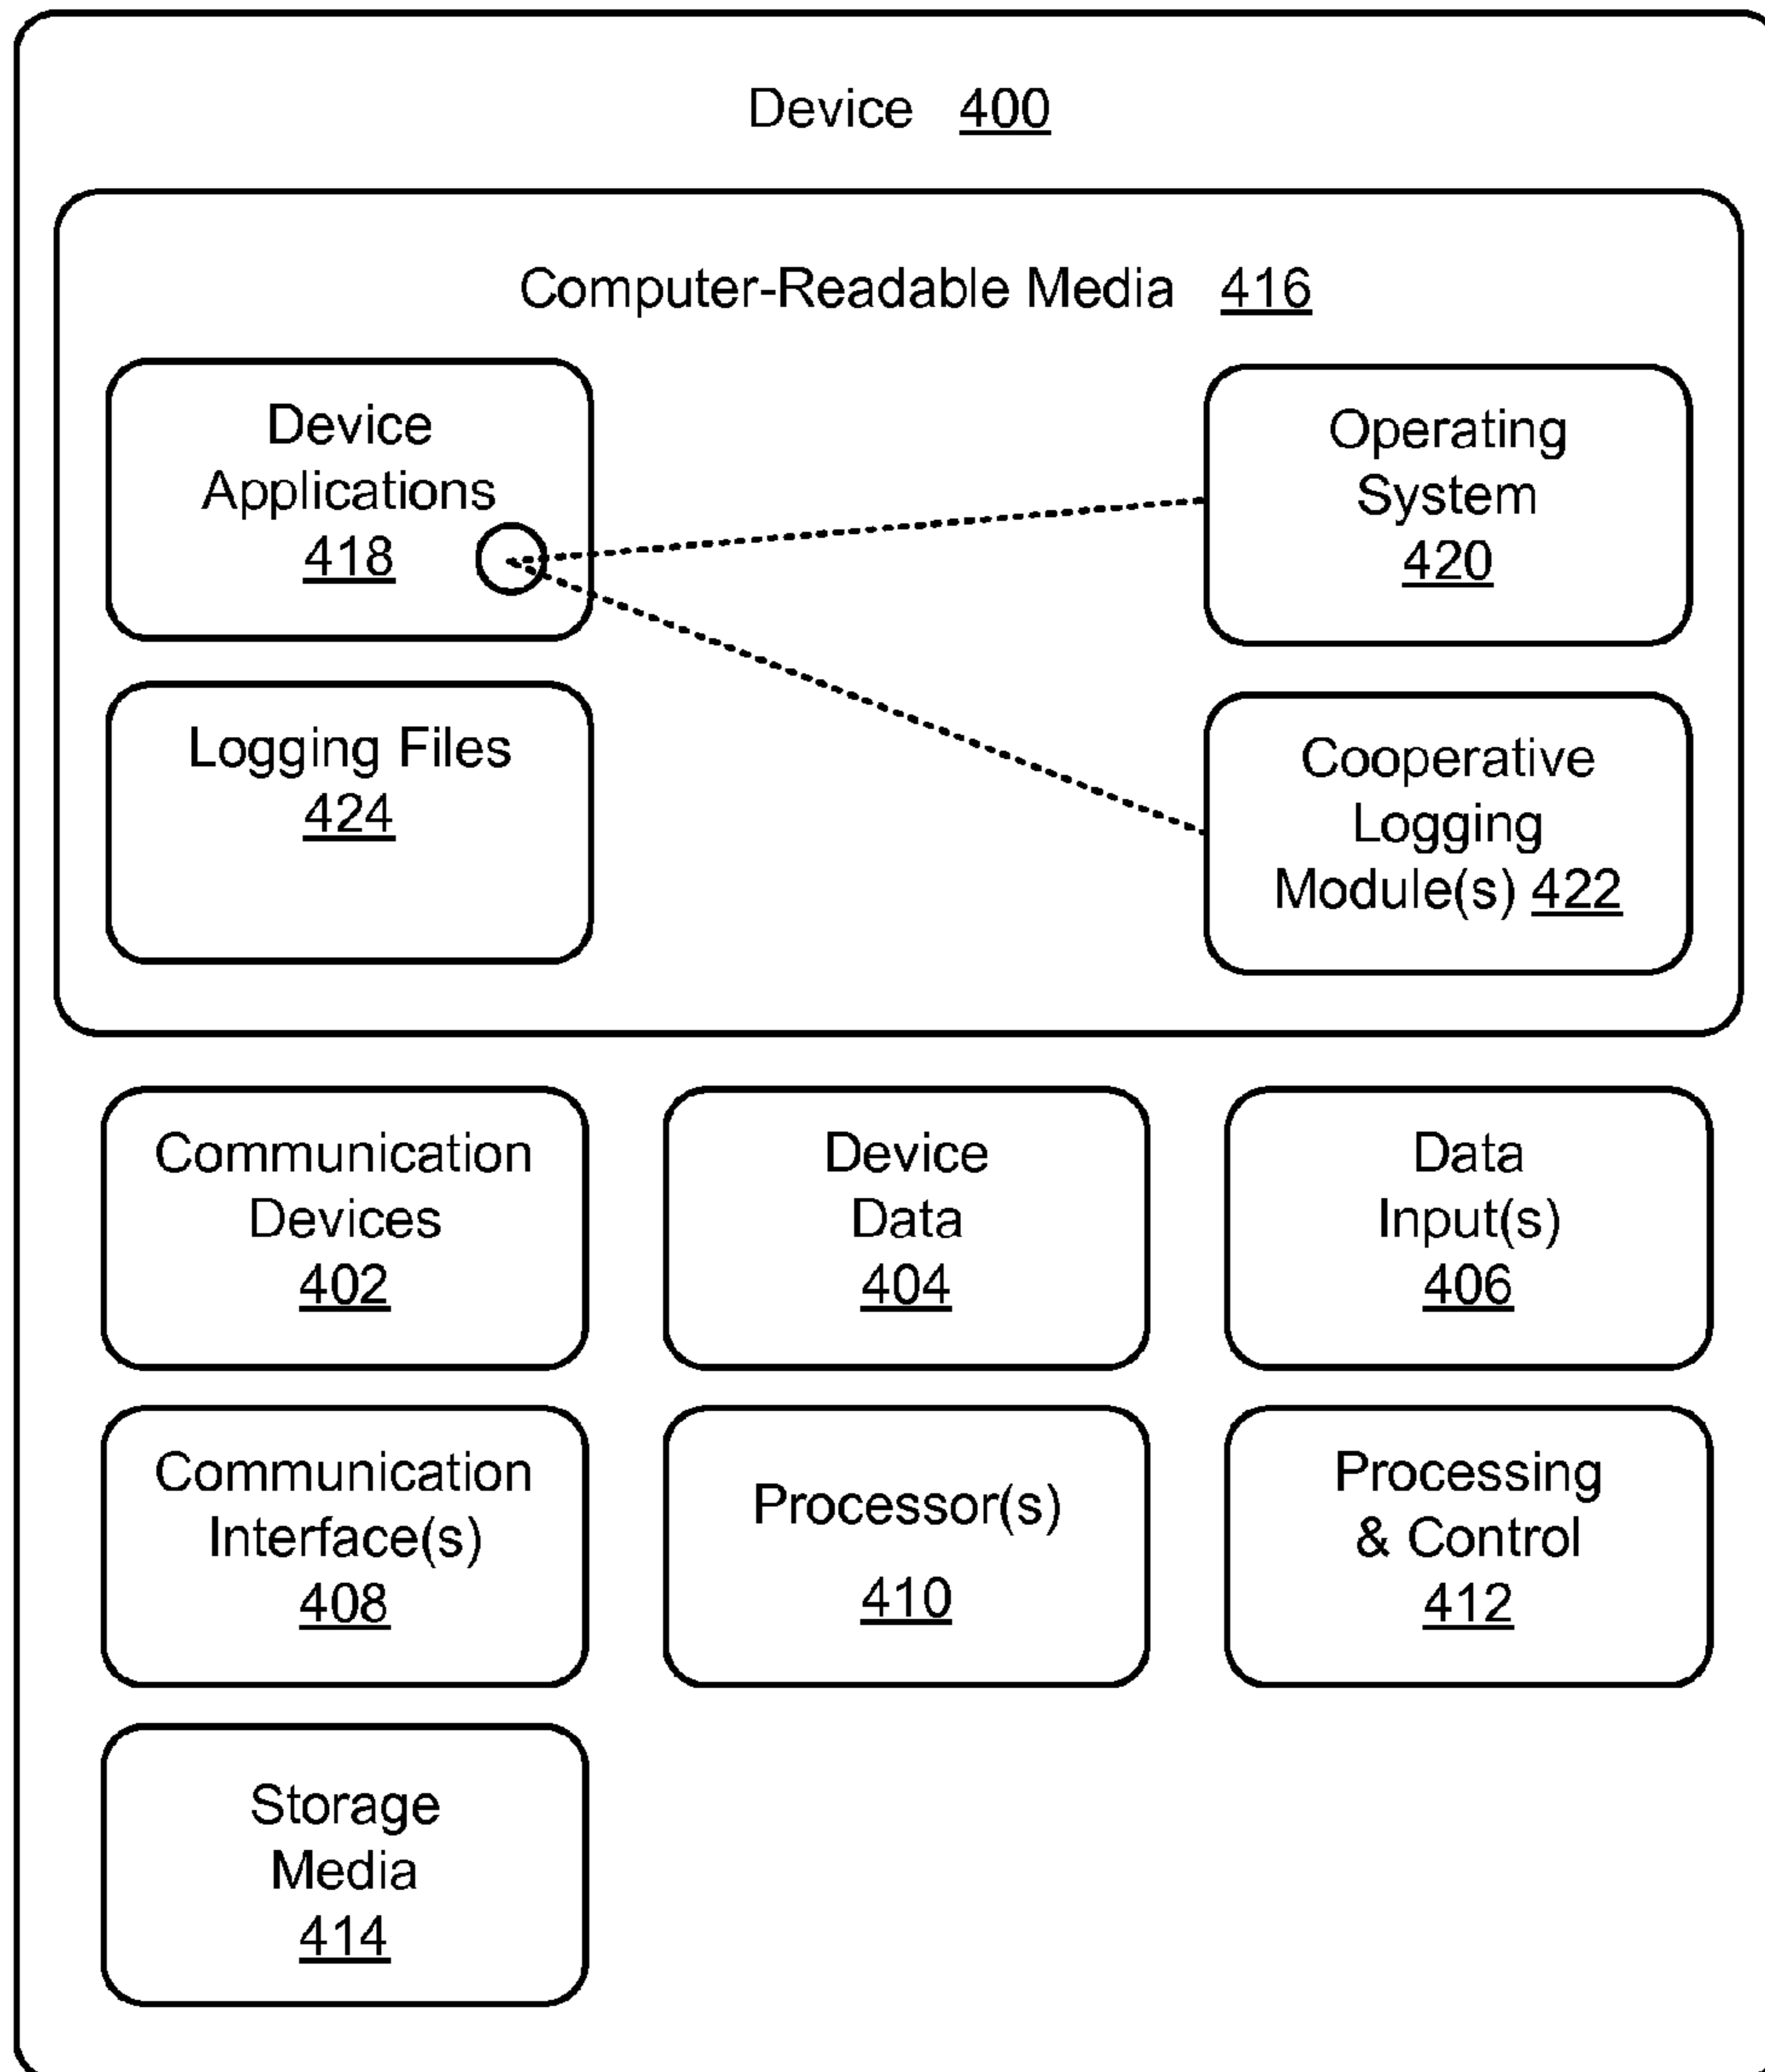 Device 400
Computer-Readable Media 416
Device
Applications
418
Operating
System
420
Logging Files
424
Cooperative
Logging
Module(s) 422
Communication
Devices
402
Device
Data
404
Data
Input(s)
406
Communication
Interface(s)
408
Processor(s)
410
Processing
& Control
412
Storage
Media
414